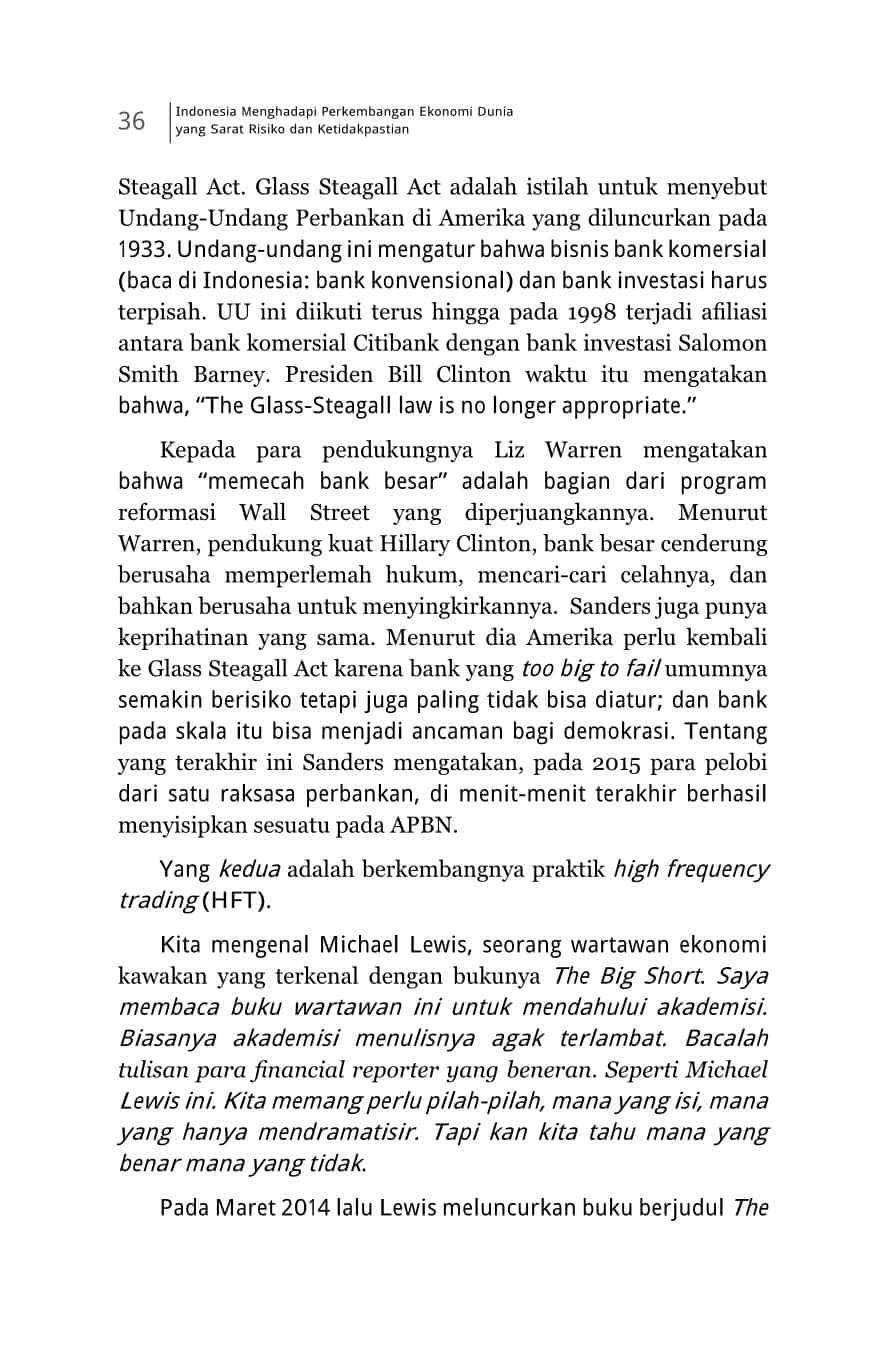 36
Indonesia Menghadapi Perkembangan Ekonomi Dunia
yang Sarat Risiko dan Ketidakpastian
Steagall Act. Glass Steagall Act adalah istilah untuk menyebut
Undang-Undang Perbankan di Amerika yang diluncurkan pada
1933. Undang-undang ini mengatur bahwa bisnis bank komersial
(baca di Indonesia: bank konvensional) dan bank investasi harus
terpisah. UU ini diikuti terus hingga pada 1998 terjadi afiliasi
antara bank komersial Citibank dengan bank investasi Salomon
Smith Barney. Presiden Bill Clinton waktu itu mengatakan
bahwa, “The Glass-Steagall law is no longer appropriate.”
Kepada para pendukungnya Liz Warren mengatakan
bahwa “memecah bank besar” adalah bagian dari program
reformasi Wall Street yang diperjuangkannya. Menurut
Warren, pendukung kuat Hillary Clinton, bank besar cenderung
berusaha memperlemah hukum, mencari-cari celahnya, dan
bahkan berusaha untuk menyingkirkannya. Sanders juga punya
keprihatinan yang sama. Menurut dia Amerika perlu kembali
ke Glass Steagall Act karena bank yang too big to fail umumnya
semakin berisiko tetapi juga paling tidak bisa diatur; dan bank
pada skala itu bisa menjadi ancaman bagi demokrasi. Tentang
yang terakhir ini Sanders mengatakan, pada 2015 para pelobi
dari satu raksasa perbankan, di menit-menit terakhir berhasil
menyisipkan sesuatu pada APBN.
Yang kedua adalah berkembangnya praktik high frequency
trading (HFT).
Kita mengenal Michael Lewis, seorang wartawan ekonomi
kawakan yang terkenal dengan bukunya The Big Short. Saya
membaca buku wartawan ini untuk mendahului akademisi.
Biasanya akademisi menulisnya agak terlambat. Bacalah
tulisan para financial reporter yang beneran. Seperti Michael
Lewis ini. Kita memang perlu pilah-pilah, mana yang isi, mana
yang hanya mendramatisir. Tapi kan kita tahu mana yang
benar mana yang tidak.
Pada Maret 2014 lalu Lewis meluncurkan buku berjudul The